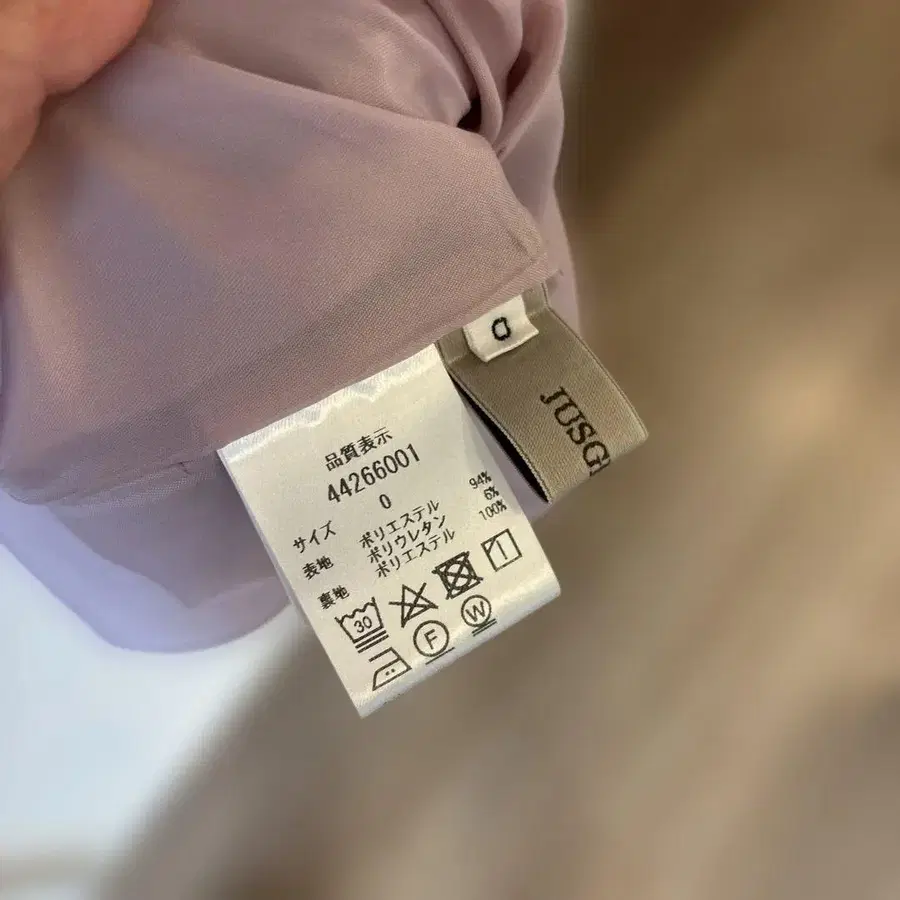 0
JUSG
品質表示
44266001
サイズ 0
表地 ポリエステル 94%
ポリウレタン 6%
裏地 ポリエステル 100%
30
F W